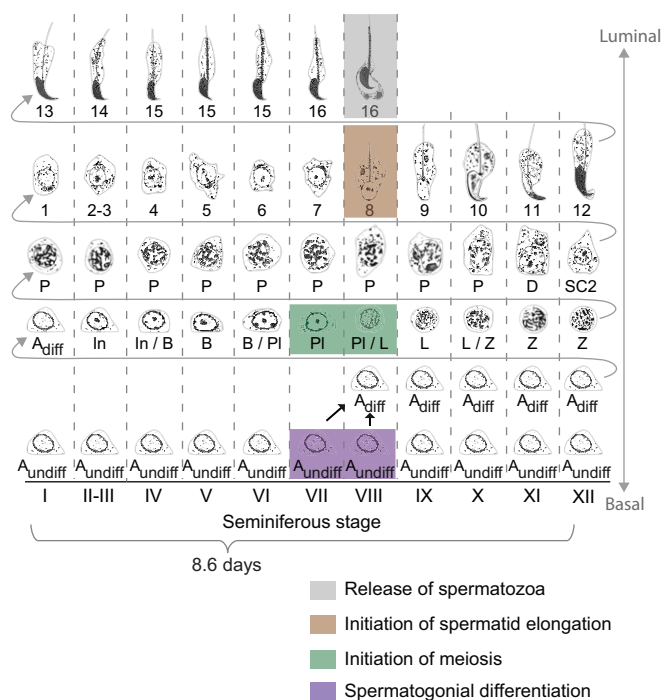 Luminal
13 14 15 15 15 16 16
1 2-3 4 5 6 7 8 9 10 11 12
P P P P P P P P P D SC2
Adiff In In / B B B / Pl Pl Pl / L L L / Z Z Z
Adiff Adiff Adiff Adiff Adiff
Aundiff Aundiff Aundiff Aundiff Aundiff Aundiff Aundiff Aundiff Aundiff Aundiff Aundiff
I II-III IV V VI VII VIII IX X XI XII
Basal
Seminiferous stage
8.6 days
Release of spermatozoa
Initiation of spermatid elongation
Initiation of meiosis
Spermatogonial differentiation